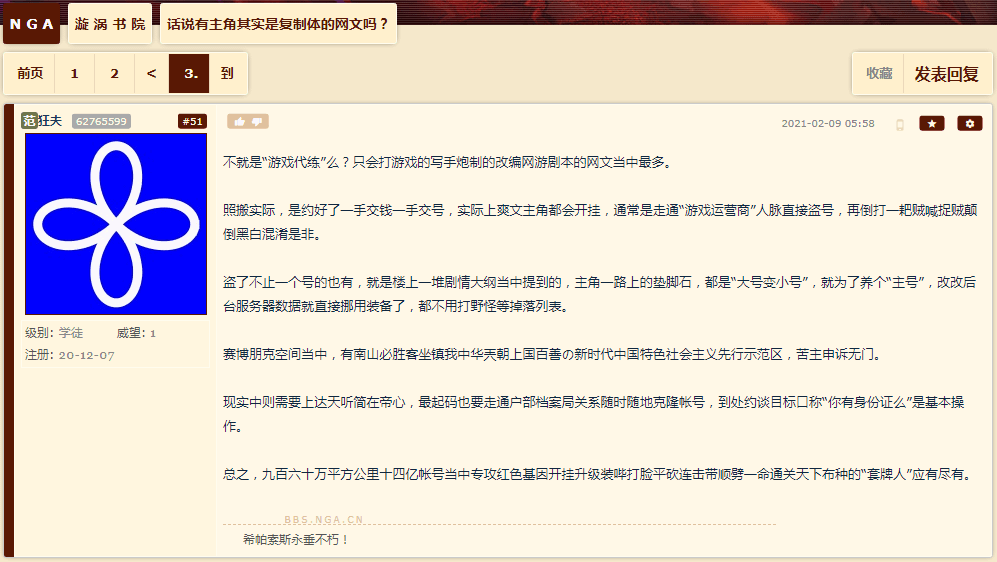 NGA 漩涡书院 话说有主角其实是复制体的网文吗？
前页 1 2 < 3. 到 收藏 发表回复
范狂夫 62765599 #51 2021-02-09 05:58
不就是“游戏代练”么？只会打游戏的写手炮制的改编网游剧本的网文当中最多。
照搬实际，是约好了一手交钱一手交号，实际上爽文主角都会开挂，通常是走通“游戏运营商”人脉直接盗号，再倒打一耙贼喊捉贼颠
倒黑白混淆是非。
盗了不止一个号的也有，就是楼上一堆剧情大纲当中提到的，主角一路上的垫脚石，都是“大号变小号”，就为了养个“主号”，改改后
台服务器数据就直接挪用装备了，都不用打野怪等掉落列表。
赛博朋克空间当中，有南山必胜客坐镇我中华天朝上国百善の新时代中国特色社会主义先行示范区，苦主申诉无门。
现实中则需要上达天听简在帝心，最起码也要走通户部档案局关系随时随地克隆帐号，到处约谈目标口称“你有身份证么”是基本操
作。
总之，九百六十万平方公里十四亿帐号当中专攻红色基因开挂升级装哔打脸平砍连击带顺劈一命通关天下布种的“套牌人”应有尽有。
级别：学徒 威望：1
注册：20-12-07
BBS.NGA.CN
希帕索斯永垂不朽！